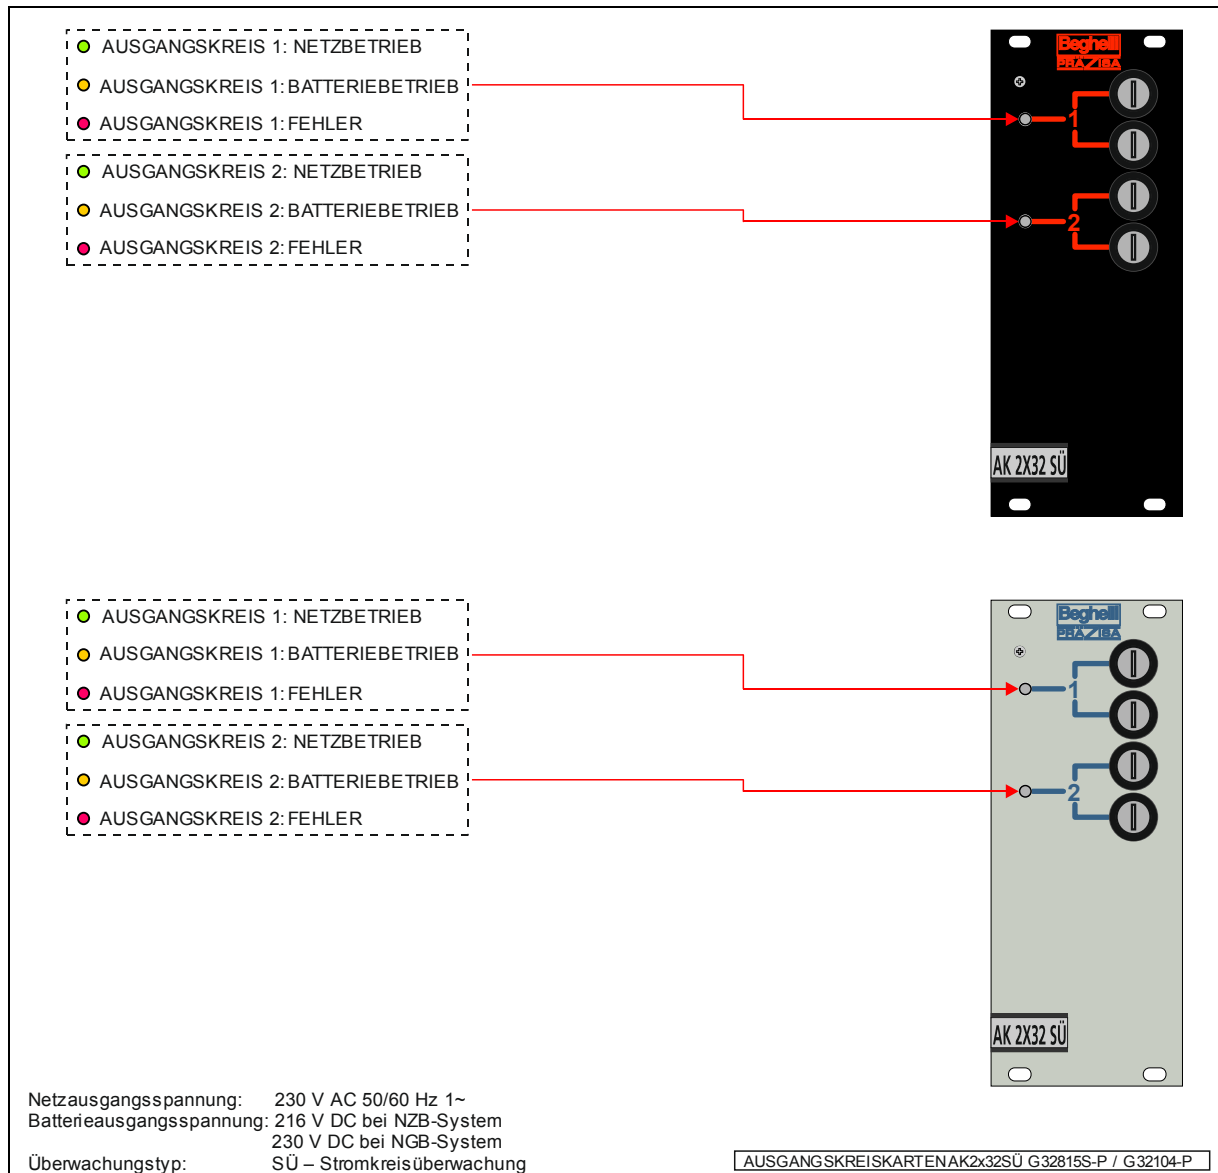 AUSGANGSKREIS 1: NETZBETRIEB
AUSGANGSKREIS 1: BATTERIEBETRIEB
AUSGANGSKREIS 1: FEHLER
AUSGANGSKREIS 2: NETZBETRIEB
AUSGANGSKREIS 2: BATTERIEBETRIEB
AUSGANGSKREIS 2: FEHLER
Beghelli
PRÄZISA
1
2
AK 2X32 SÜ
AUSGANGSKREIS 1: NETZBETRIEB
AUSGANGSKREIS 1: BATTERIEBETRIEB
AUSGANGSKREIS 1: FEHLER
AUSGANGSKREIS 2: NETZBETRIEB
AUSGANGSKREIS 2: BATTERIEBETRIEB
AUSGANGSKREIS 2: FEHLER
Beghelli
PRÄZISA
1
2
AK 2X32 SÜ
Netzausgangsspannung: 230 V AC 50/60 Hz 1~
Batterieausgangsspannung: 216 V DC bei NZB-System
230 V DC bei NGB-System
Überwachungstyp: SÜ – Stromkreisüberwachung
AUSGANGSKREISKARTEN AK2x32SÜ G32815S-P / G32104-P